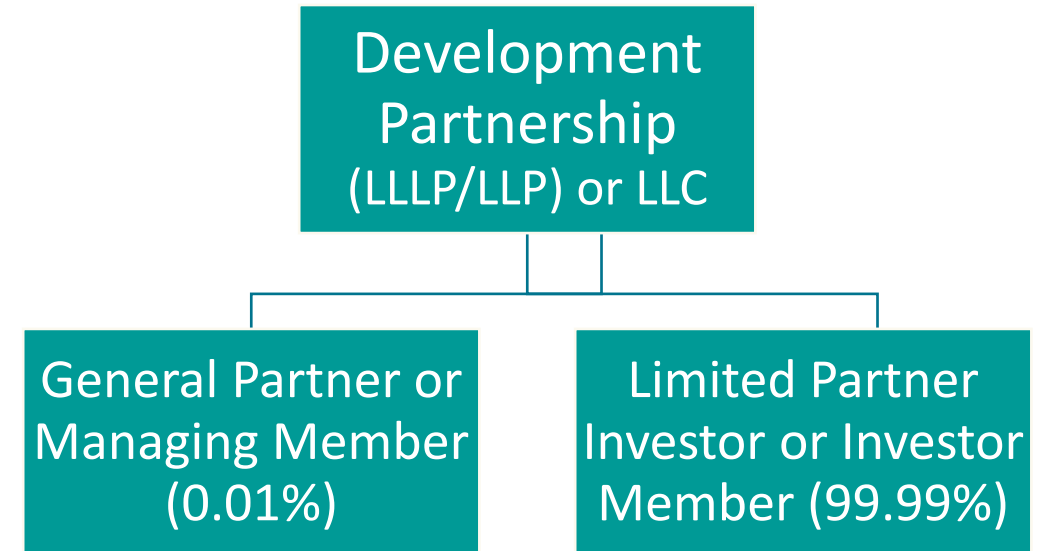 Development
Partnership
(LLLP/LLP) or LLC
General Partner or
Managing Member
(0.01%)
Limited Partner
Investor or Investor
Member (99.99%)